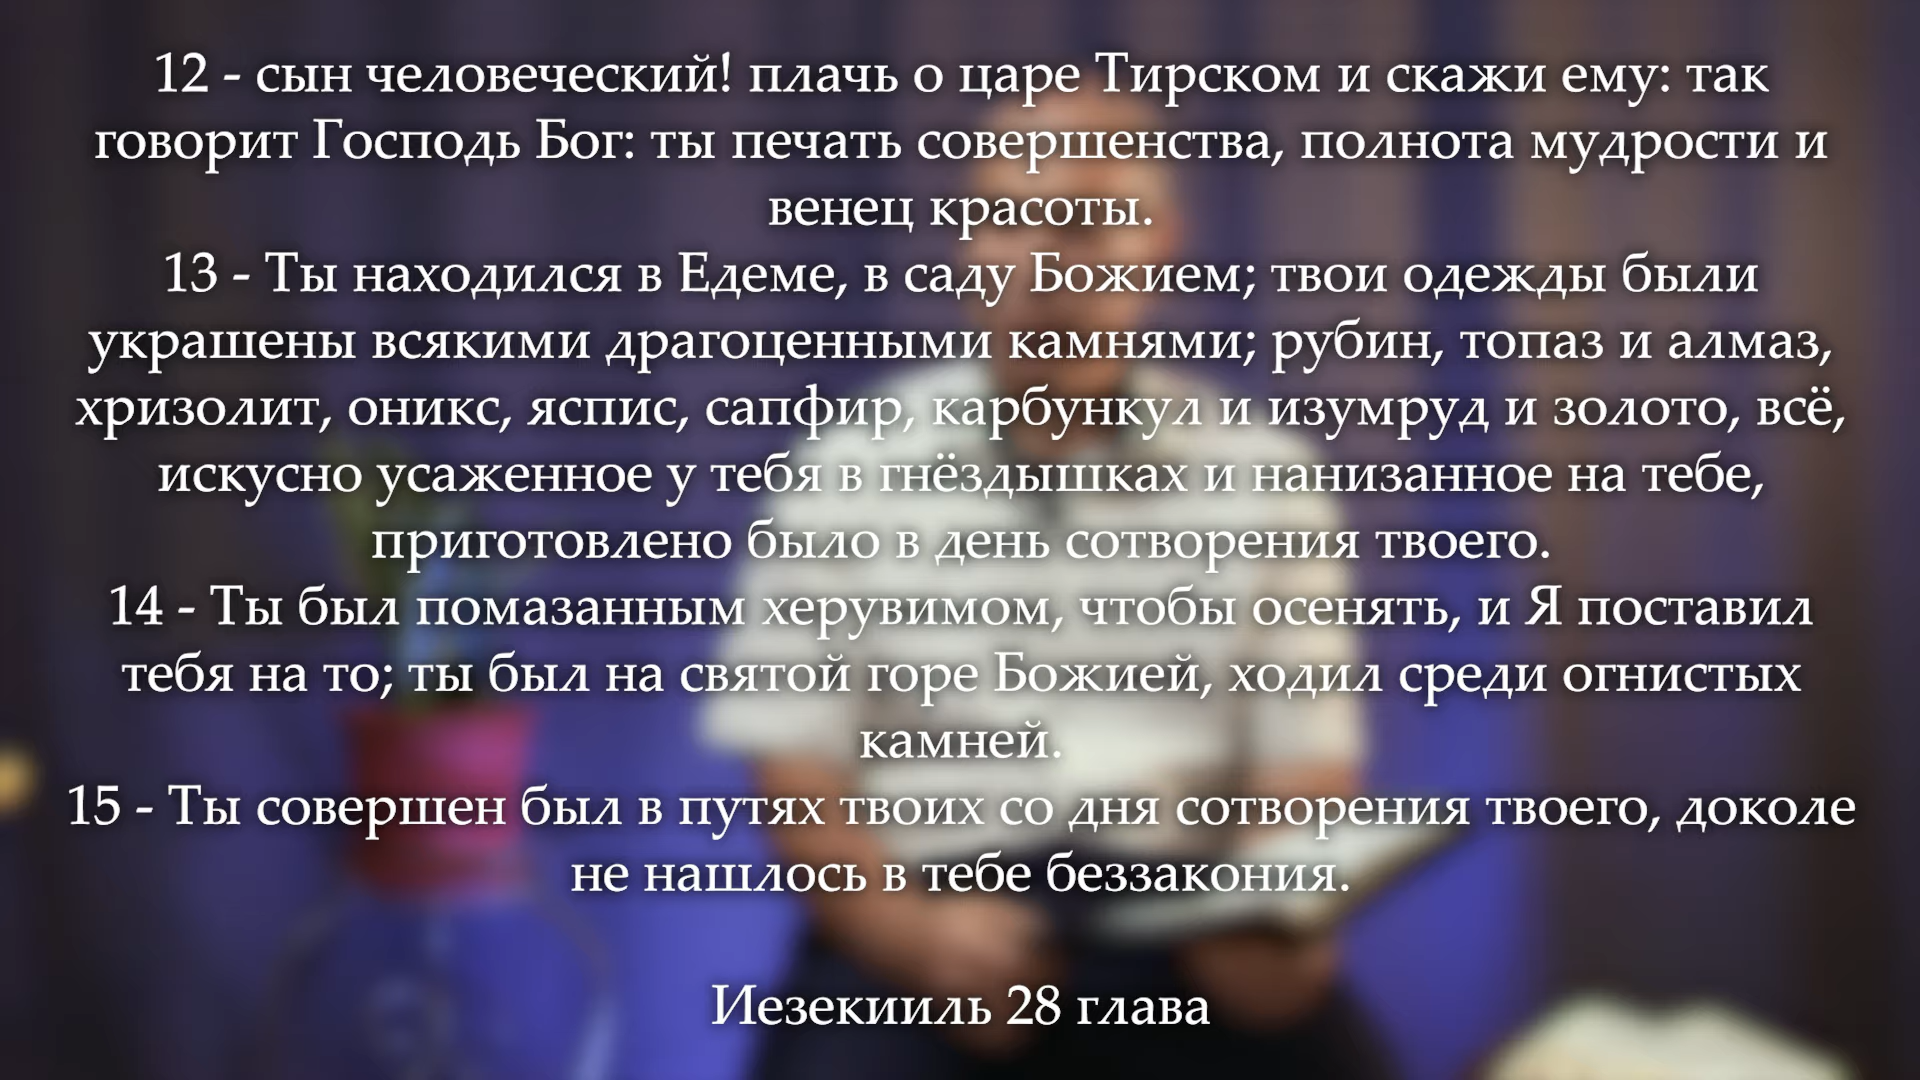 12 - сын человеческий! плачь о царе Тирском и скажи ему: так
говорит Господь Бог: ты печать совершенства, полнота мудрости и
венец красоты.
13 - Ты находился в Едеме, в саду Божием; твои одежды были
украшены всякими драгоценными камнями; рубин, топаз и алмаз,
хризолит, оникс, яспис, сапфир, карбункул и изумруд и золото, всё,
искусно усаженное у тебя в гнёздышках и нанизанное на тебе,
приготовлено было в день сотворения твоего.
14 - Ты был помазанным херувимом, чтобы осенять, и Я поставил
тебя на то; ты был на святой горе Божией, ходил среди огнистых
камней.
15 - Ты совершен был в путях твоих со дня сотворения твоего, доколе
не нашлось в тебе беззакония.
Иезекииль 28 глава